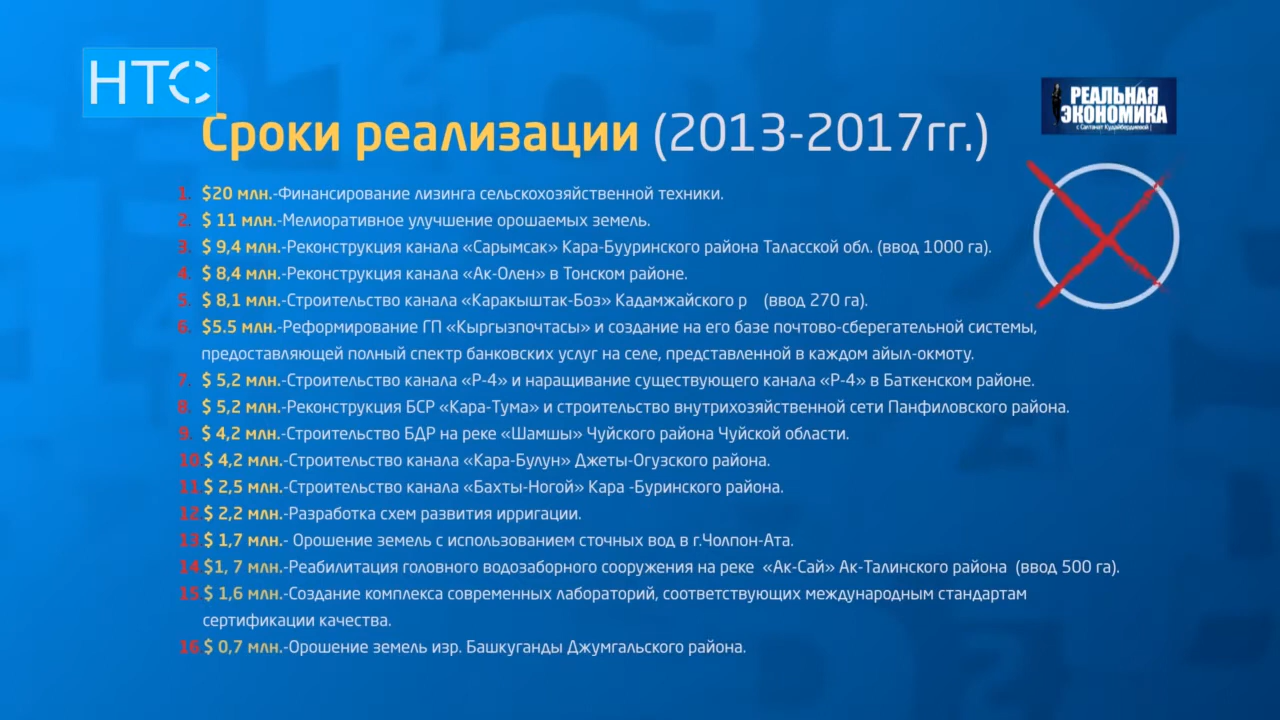 НТС
РЕАЛЬНАЯ
ЭКОНОМИКА
с Салтанат Кудайбердиевой
Сроки реализации (2013-2017гг.)
1. $20 млн.-Финансирование лизинга сельскохозяйственной техники.
2. $ 11 млн.-Мелиоративное улучшение орошаемых земель.
3. $ 9,4 млн.-Реконструкция канала «Сарымсак» Кара-Бууринского района Таласской обл. (ввод 1000 га).
4. $ 8,4 млн.-Реконструкция канала «Ак-Олен» в Тонском районе.
5. $ 8,1 млн.-Строительство канала «Каракыштак-Боз» Кадамжайского р (ввод 270 га).
6. $5.5 млн.-Реформирование ГП «Кыргызпочтасы» и создание на его базе почтово-сберегательной системы,
предоставляющей полный спектр банковских услуг на селе, представленной в каждом айыл-окмоту.
7. $ 5,2 млн.-Строительство канала «Р-4» и наращивание существующего канала «Р-4» в Баткенском районе.
8. $ 5,2 млн.-Реконструкция БСР «Кара-Тума» и строительство внутрихозяйственной сети Панфиловского района.
9. $ 4,2 млн.-Строительство БДР на реке «Шамшы» Чуйского района Чуйской области.
10 $ 4,2 млн.-Строительство канала «Кара-Булун» Джеты-Огузского района.
11 $ 2,5 млн.-Строительство канала «Бахты-Ногой» Кара -Буринского района.
12 $ 2,2 млн.-Разработка схем развития ирригации.
13 $ 1,7 млн.- Орошение земель с использованием сточных вод в г.Чолпон-Ата.
14 $1, 7 млн.-Реабилитация головного водозаборного сооружения на реке «Ак-Сай» Ак-Талинского района (ввод 500 га).
15 $ 1,6 млн.-Создание комплекса современных лабораторий, соответствующих международным стандартам
сертификации качества.
16 $ 0,7 млн.-Орошение земель изр. Башкуганды Джумгальского района.